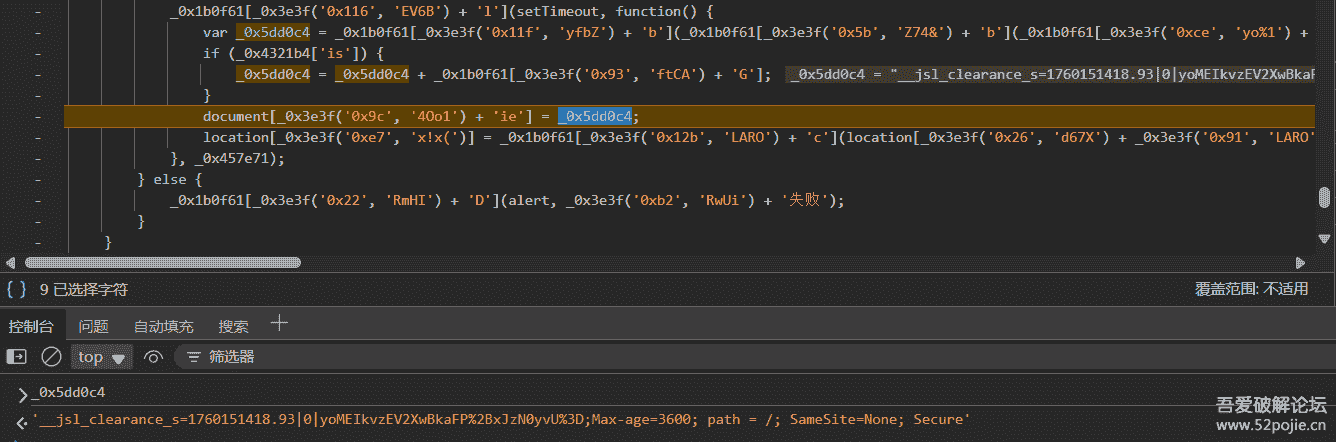 _0x1b0f61[_0x3e3f('0x116', 'EV6B') + 'l'](setTimeout, function() {
var _0x5dd0c4 = _0x1b0f61[_0x3e3f('0x11f', 'yfbZ') + 'b'](_0x1b0f61[_0x3e3f('0x5b', 'Z74&') + 'b'](_0x1b0f61[_0x3e3f('0xce', 'yo%1') +
if (_0x4321b4['is']) {
_0x5dd0c4 = _0x5dd0c4 + _0x1b0f61[_0x3e3f('0x93', 'ftCA') + 'G']; _0x5dd0c4 = "__jsl_clearance_s=1760151418.93|0|yoMEIkvzEV2XwBkaF
}
document[_0x3e3f('0x9c', '4Oo1') + 'ie'] = _0x5dd0c4;
location[_0x3e3f('0xe7', 'x!x(')] = _0x1b0f61[_0x3e3f('0x12b', 'LARO') + 'c'](location[_0x3e3f('0x26', 'd67X') + _0x3e3f('0x91', 'LARO'
}, _0x457e71);
} else {
_0x1b0f61[_0x3e3f('0x22', 'RmHI') + 'D'](alert, _0x3e3f('0xb2', 'RwUi') + '失败');
}
}
{ } 9 已选择字符 覆盖范围: 不适用
控制台 问题 自动填充 搜索
top 筛选器
_0x5dd0c4
'__jsl_clearance_s=1760151418.93|0|yoMEIkvzEV2XwBkaFP%2BxJzN0yvU%3D;Max-age=3600; path = /; SameSite=None; Secure'
吾爱破解论坛
www.52pojie.cn